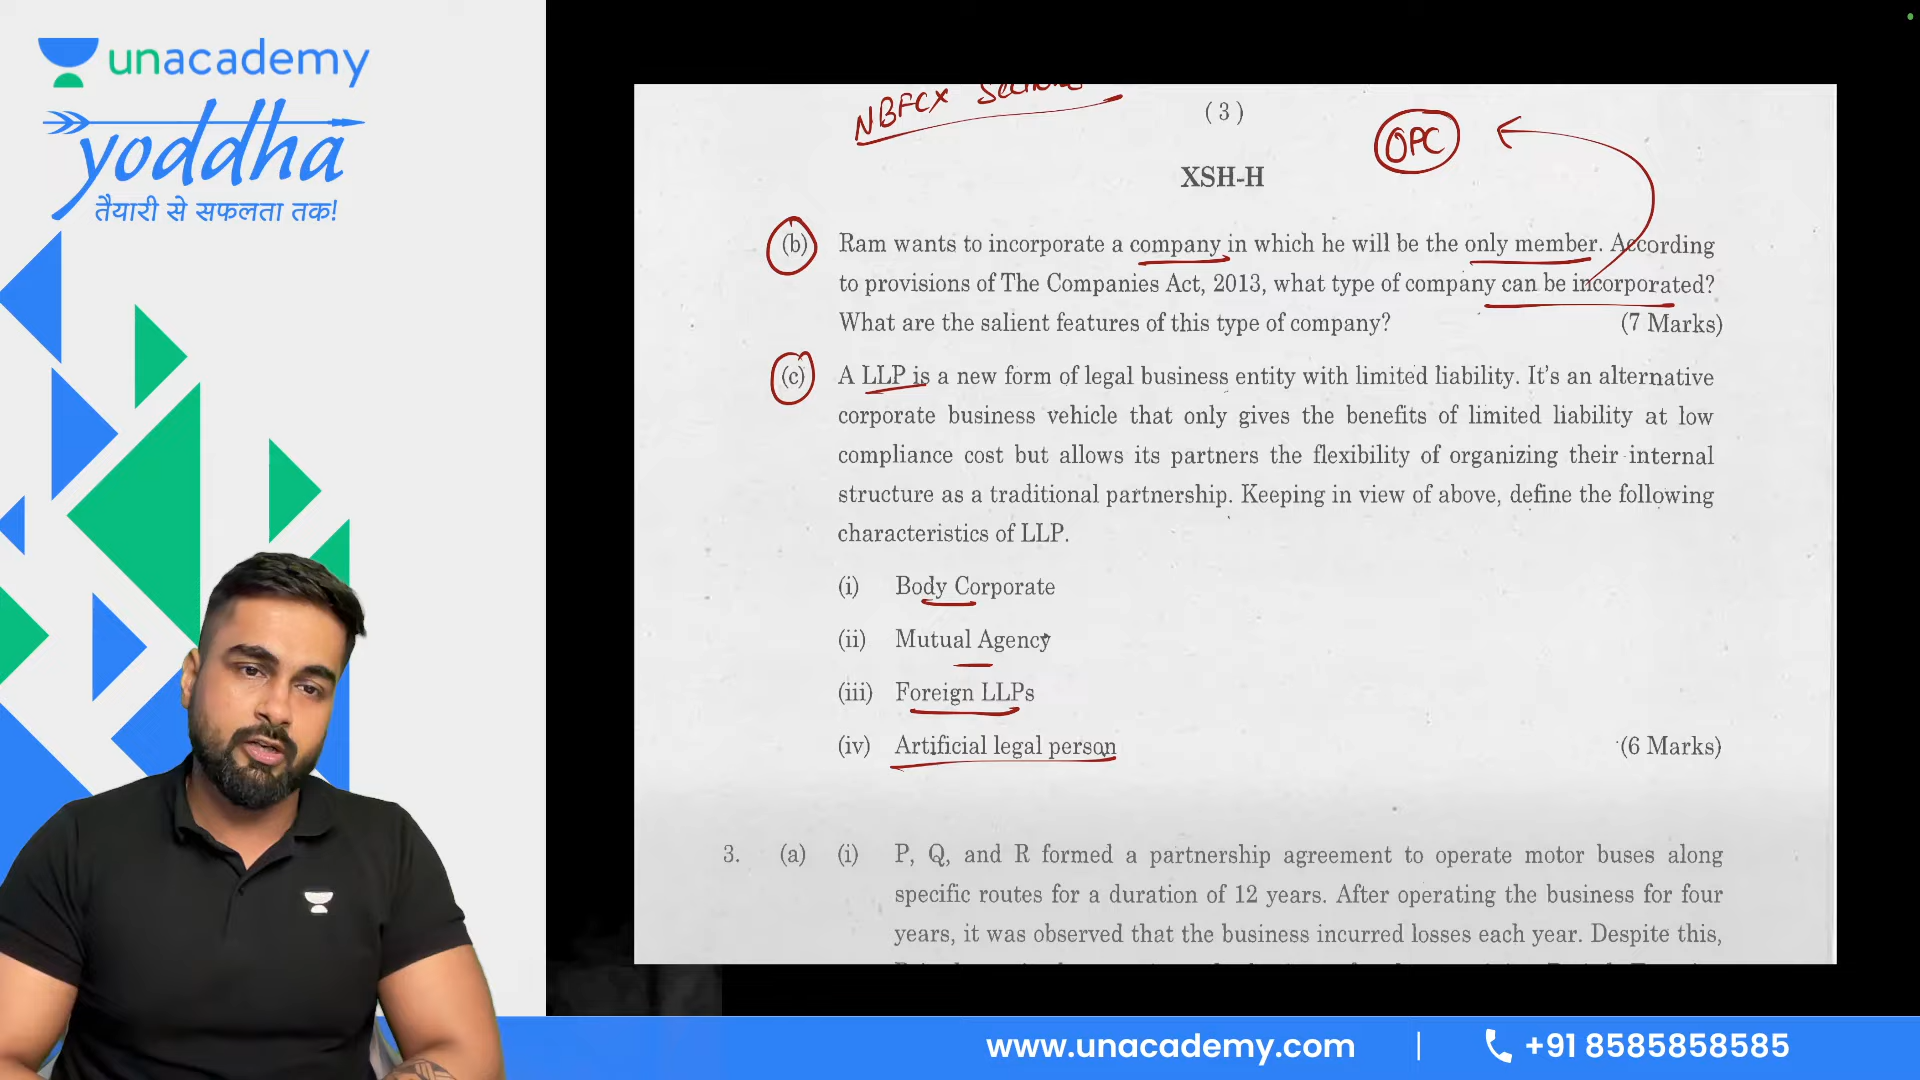 unacademy
yoddha
तैयारी से सफलता तक!
NBFCX
(3)
OPC
XSH-H
(b) Ram wants to incorporate a company in which he will be the only member. According
to provisions of The Companies Act, 2013, what type of company can be incorporated?
What are the salient features of this type of company? (7 Marks)
(c) A LLP is a new form of legal business entity with limited liability. It's an alternative
corporate business vehicle that only gives the benefits of limited liability at low
compliance cost but allows its partners the flexibility of organizing their internal
structure as a traditional partnership. Keeping in view of above, define the following
characteristics of LLP.
(i) Body Corporate
(ii) Mutual Agency
(iii) Foreign LLPs
(iv) Artificial legal person (6 Marks)
3. (a) (i) P, Q, and R formed a partnership agreement to operate motor buses along
specific routes for a duration of 12 years. After operating the business for four
years, it was observed that the business incurred losses each year. Despite this,
www.unacademy.com | +91 8585858585